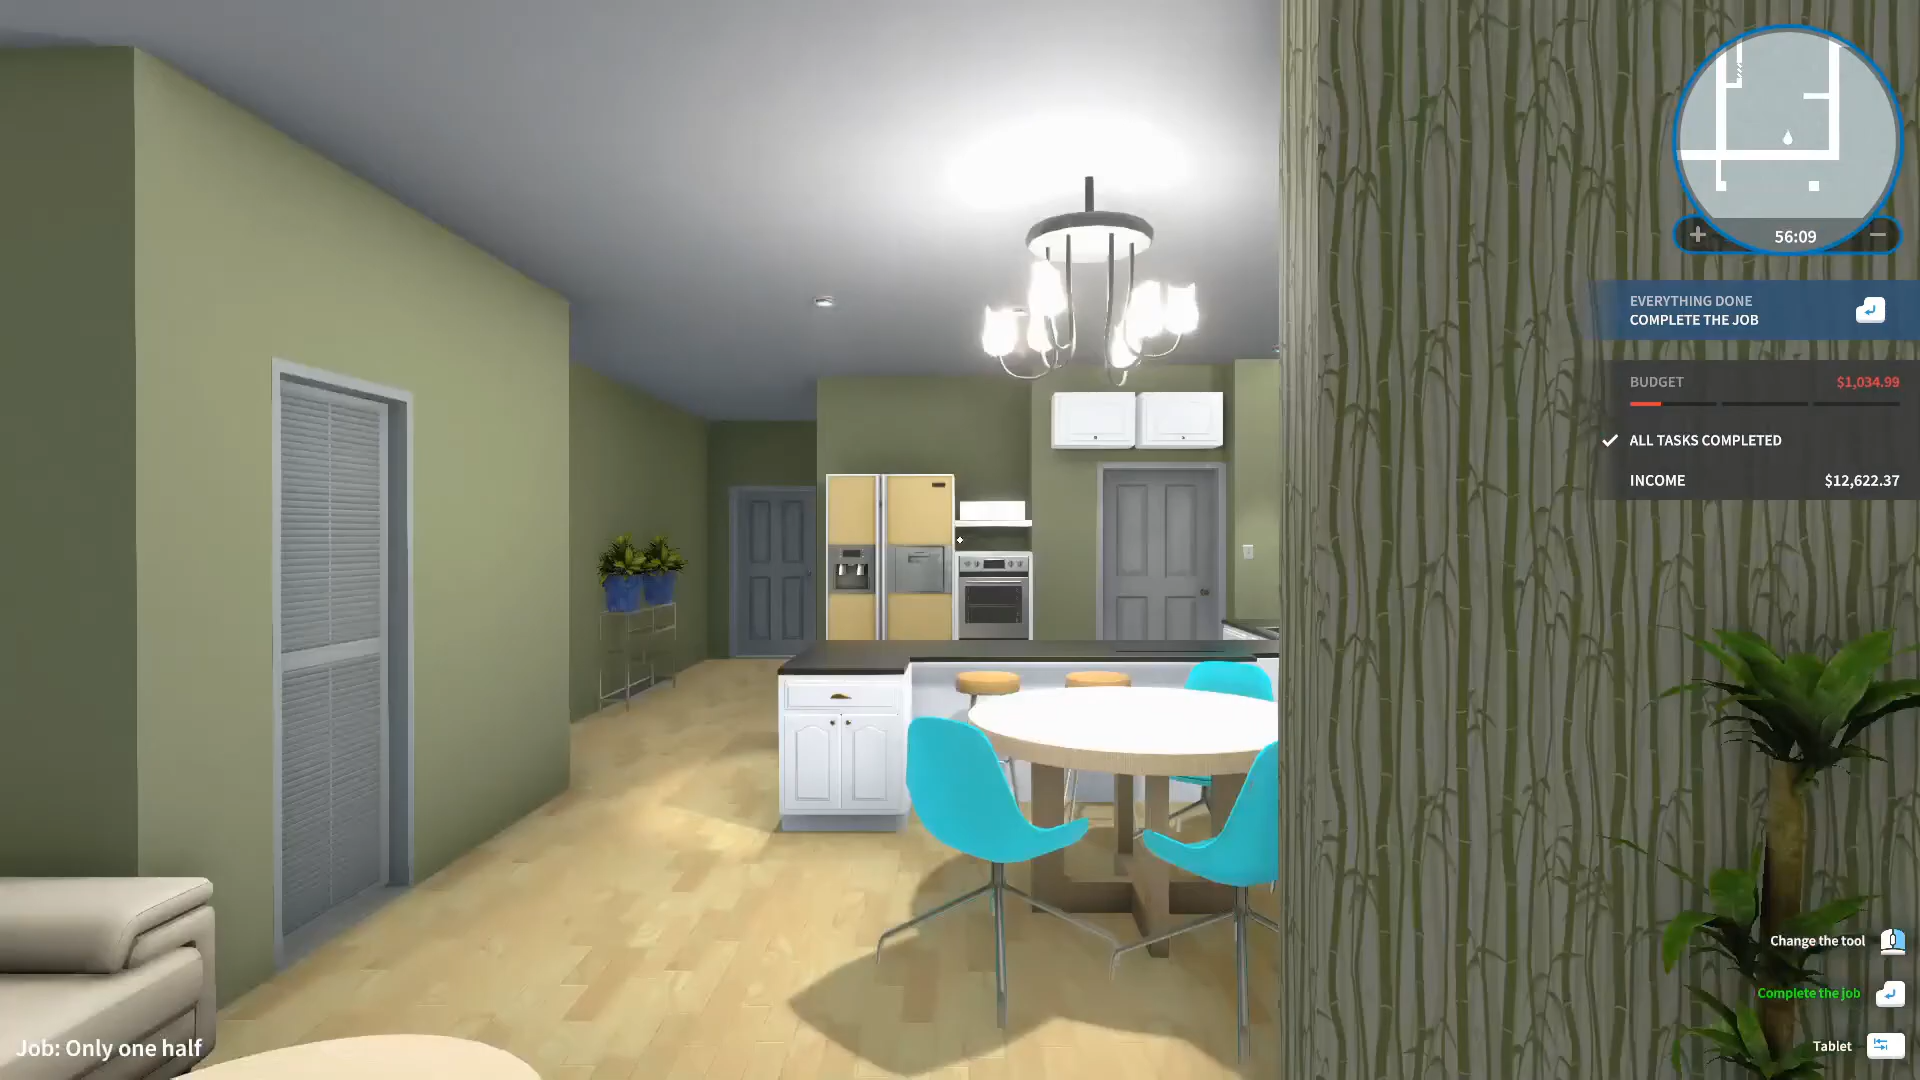 56:09
EVERYTHING DONE
COMPLETE THE JOB
BUDGET $1,034.99
ALL TASKS COMPLETED
INCOME $12,622.37
Change the tool
Complete the job
Tablet
Job: Only one half